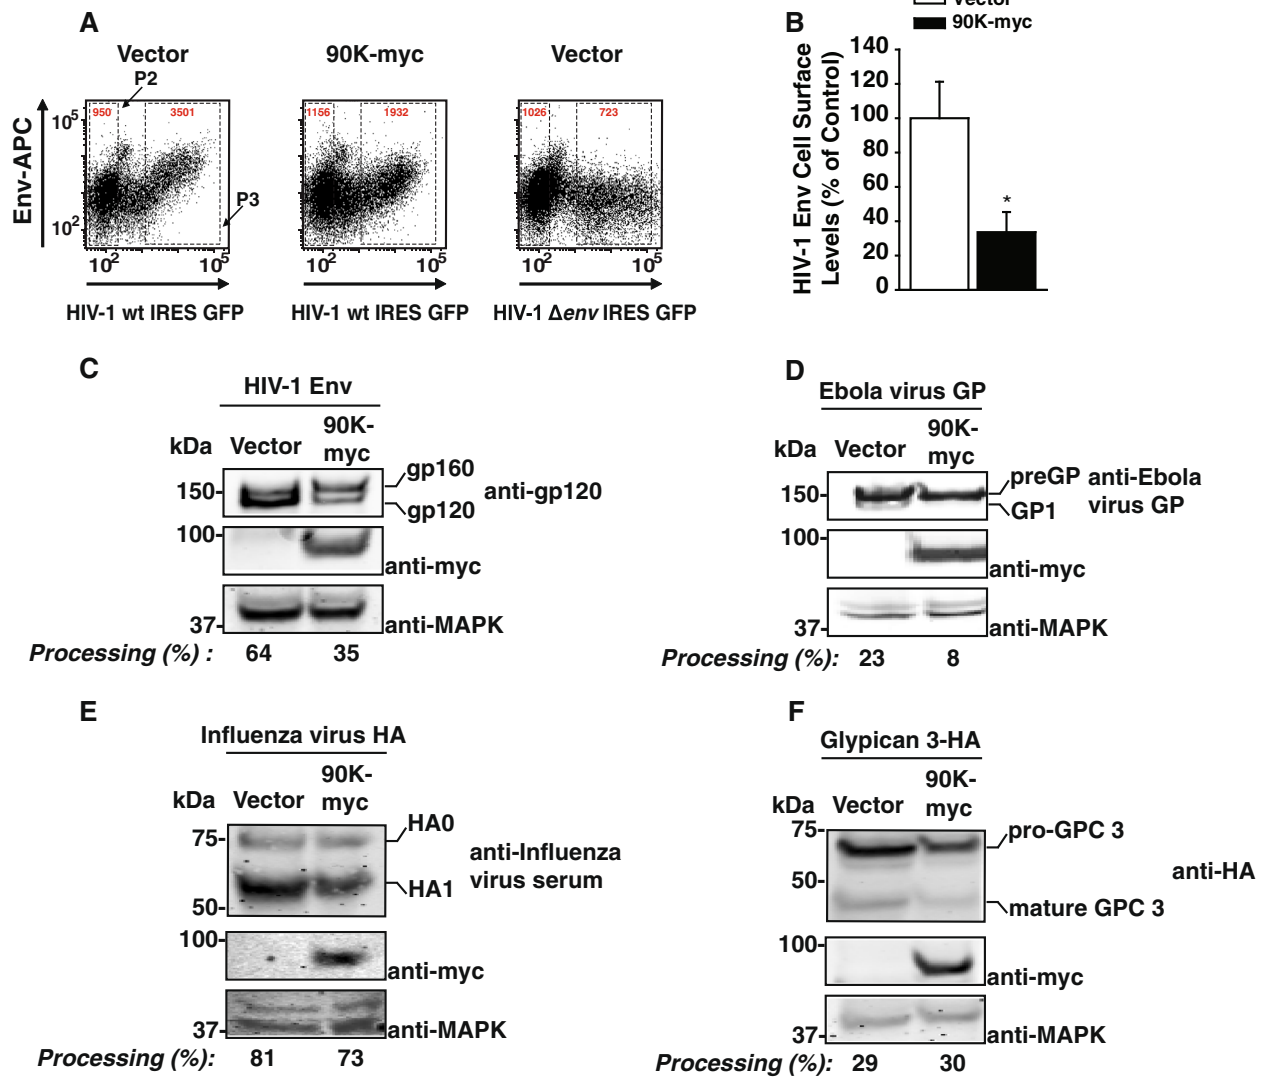 A
Vector
90K-myc
Vector
P2
950
3501
1156
1932
1026
723
Env-APC
10^5
10^2
P3
10^2
10^5
10^2
10^5
10^2
10^5
HIV-1 wt IRES GFP
HIV-1 wt IRES GFP
HIV-1 Δenv IRES GFP
B
Vector
90K-myc
HIV-1 Env Cell Surface
Levels (% of Control)
140
120
100
80
60
40
20
0
*
C
HIV-1 Env
kDa
Vector
90K-
myc
150-
gp160
gp120
anti-gp120
100-
anti-myc
37-
anti-MAPK
Processing (%) : 64 35
D
Ebola virus GP
kDa
Vector
90K-
myc
150-
preGP
GP1
anti-Ebola
virus GP
100-
anti-myc
37-
anti-MAPK
Processing (%): 23 8
E
Influenza virus HA
kDa
Vector
90K-
myc
75-
HA0
HA1
50-
anti-Influenza
virus serum
100-
anti-myc
37-
anti-MAPK
Processing (%): 81 73
F
Glypican 3-HA
kDa
Vector
90K-
myc
75-
pro-GPC 3
50-
mature GPC 3
anti-HA
100-
anti-myc
37-
anti-MAPK
Processing (%): 29 30